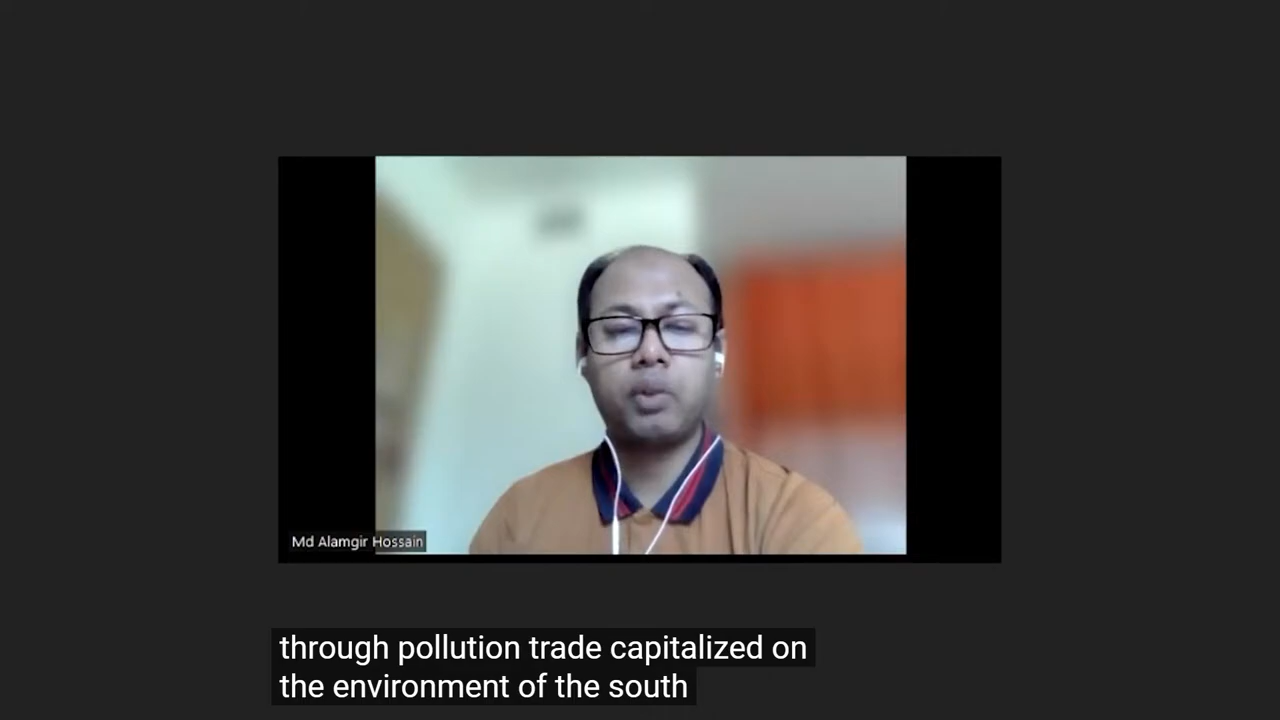 Md Alamgir Hossain
through pollution trade capitalized on
the environment of the south